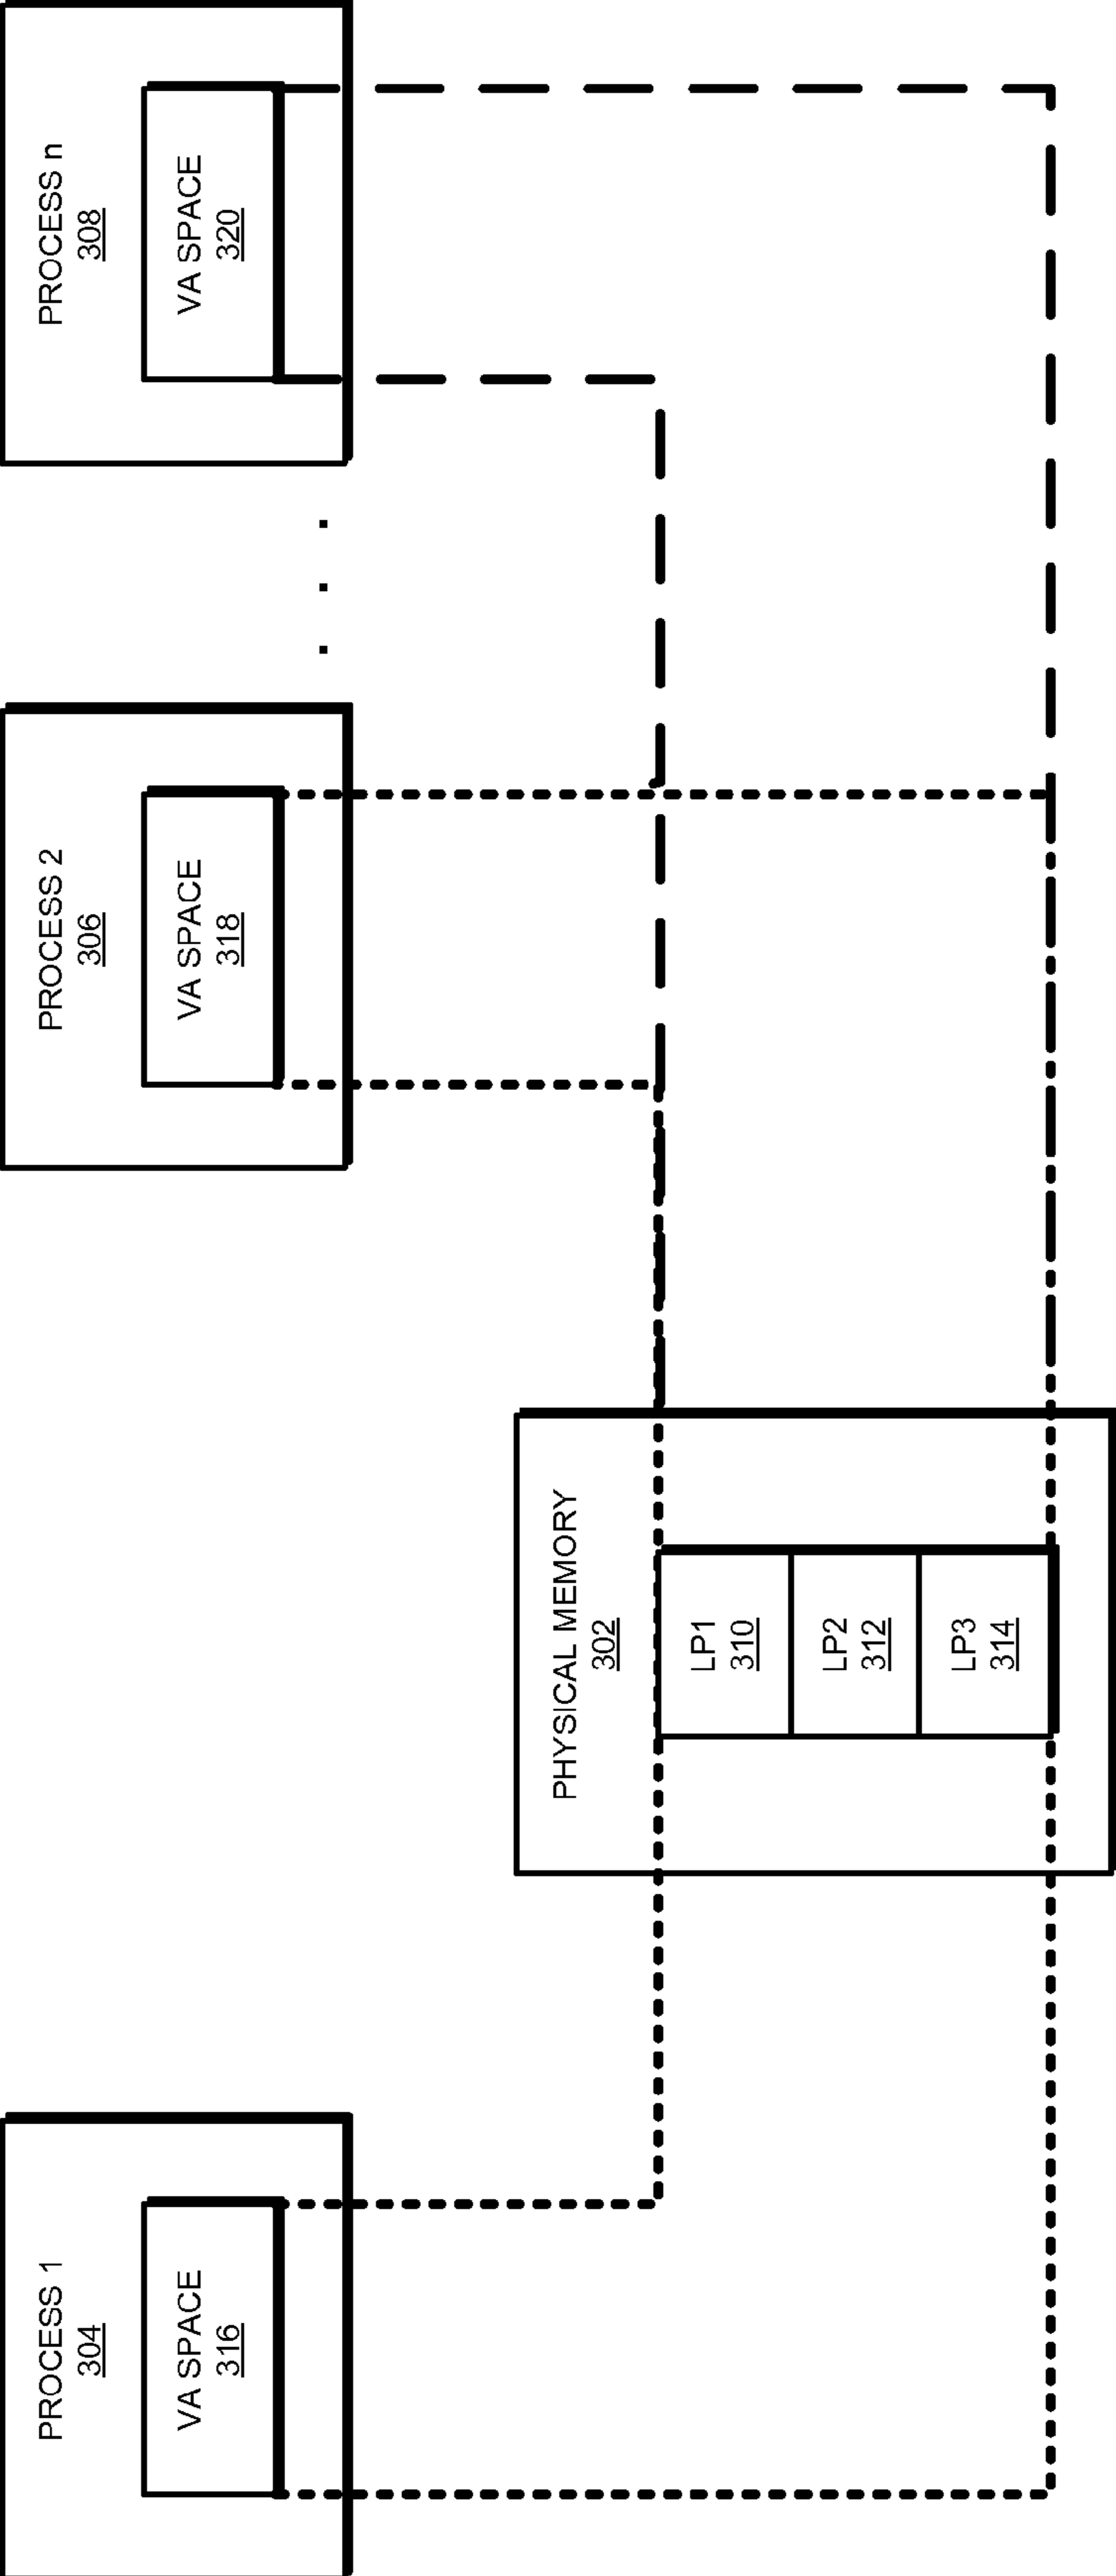 PROCESS 1
304
VA SPACE
316
PROCESS 2
306
VA SPACE
318
. . .
PROCESS n
308
VA SPACE
320
PHYSICAL MEMORY
302
LP1
310
LP2
312
LP3
314